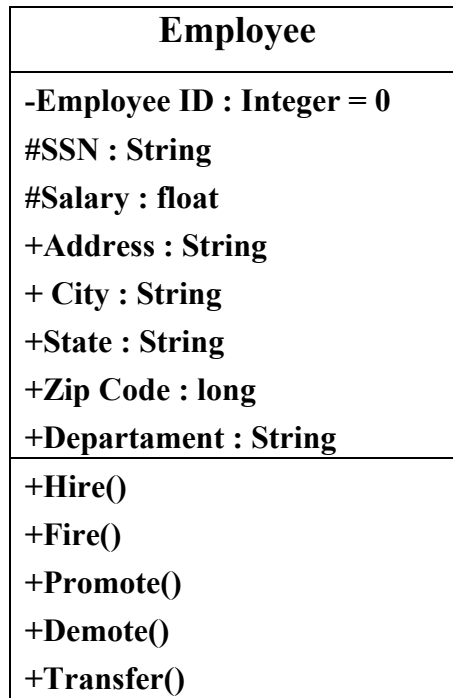 Employee
-Employee ID : Integer = 0
#SSN : String
#Salary : float
+Address : String
+ City : String
+State : String
+Zip Code : long
+Departament : String
+Hire()
+Fire()
+Promote()
+Demote()
+Transfer()